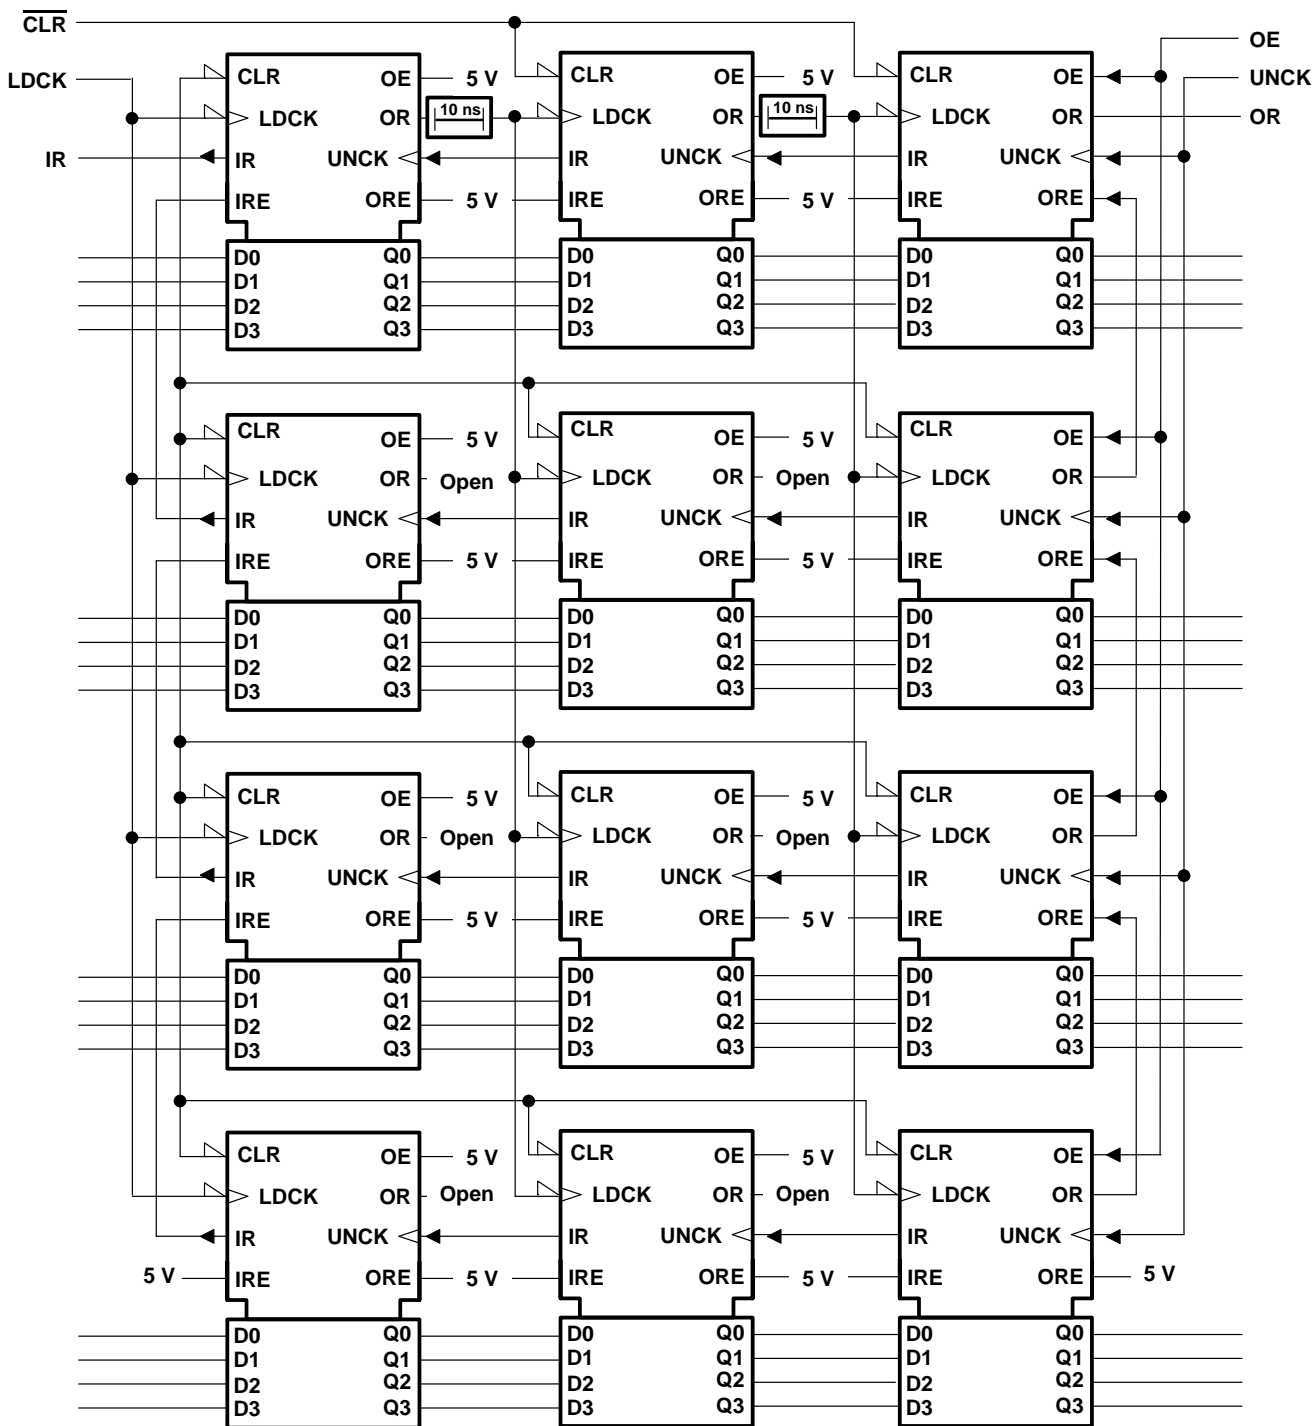 CLR
OE
LDCK
CLR OE 5 V CLR OE 5 V CLR OE
UNCK
LDCK OR 10 ns LDCK OR 10 ns LDCK OR OR
IR IR UNCK IR UNCK IR UNCK
IRE ORE 5 V IRE ORE 5 V IRE ORE
D0 Q0 D0 Q0 D0 Q0
D1 Q1 D1 Q1 D1 Q1
D2 Q2 D2 Q2 D2 Q2
D3 Q3 D3 Q3 D3 Q3
CLR OE 5 V CLR OE 5 V CLR OE
LDCK OR Open LDCK OR Open LDCK OR
IR UNCK IR UNCK IR UNCK
IRE ORE 5 V IRE ORE 5 V IRE ORE
D0 Q0 D0 Q0 D0 Q0
D1 Q1 D1 Q1 D1 Q1
D2 Q2 D2 Q2 D2 Q2
D3 Q3 D3 Q3 D3 Q3
CLR OE 5 V CLR OE 5 V CLR OE
LDCK OR Open LDCK OR Open LDCK OR
IR UNCK IR UNCK IR UNCK
IRE ORE 5 V IRE ORE 5 V IRE ORE
D0 Q0 D0 Q0 D0 Q0
D1 Q1 D1 Q1 D1 Q1
D2 Q2 D2 Q2 D2 Q2
D3 Q3 D3 Q3 D3 Q3
CLR OE 5 V CLR OE 5 V CLR OE
LDCK OR Open LDCK OR Open LDCK OR
IR UNCK IR UNCK IR UNCK
5 V IRE ORE 5 V IRE ORE 5 V IRE ORE 5 V
D0 Q0 D0 Q0 D0 Q0
D1 Q1 D1 Q1 D1 Q1
D2 Q2 D2 Q2 D2 Q2
D3 Q3 D3 Q3 D3 Q3